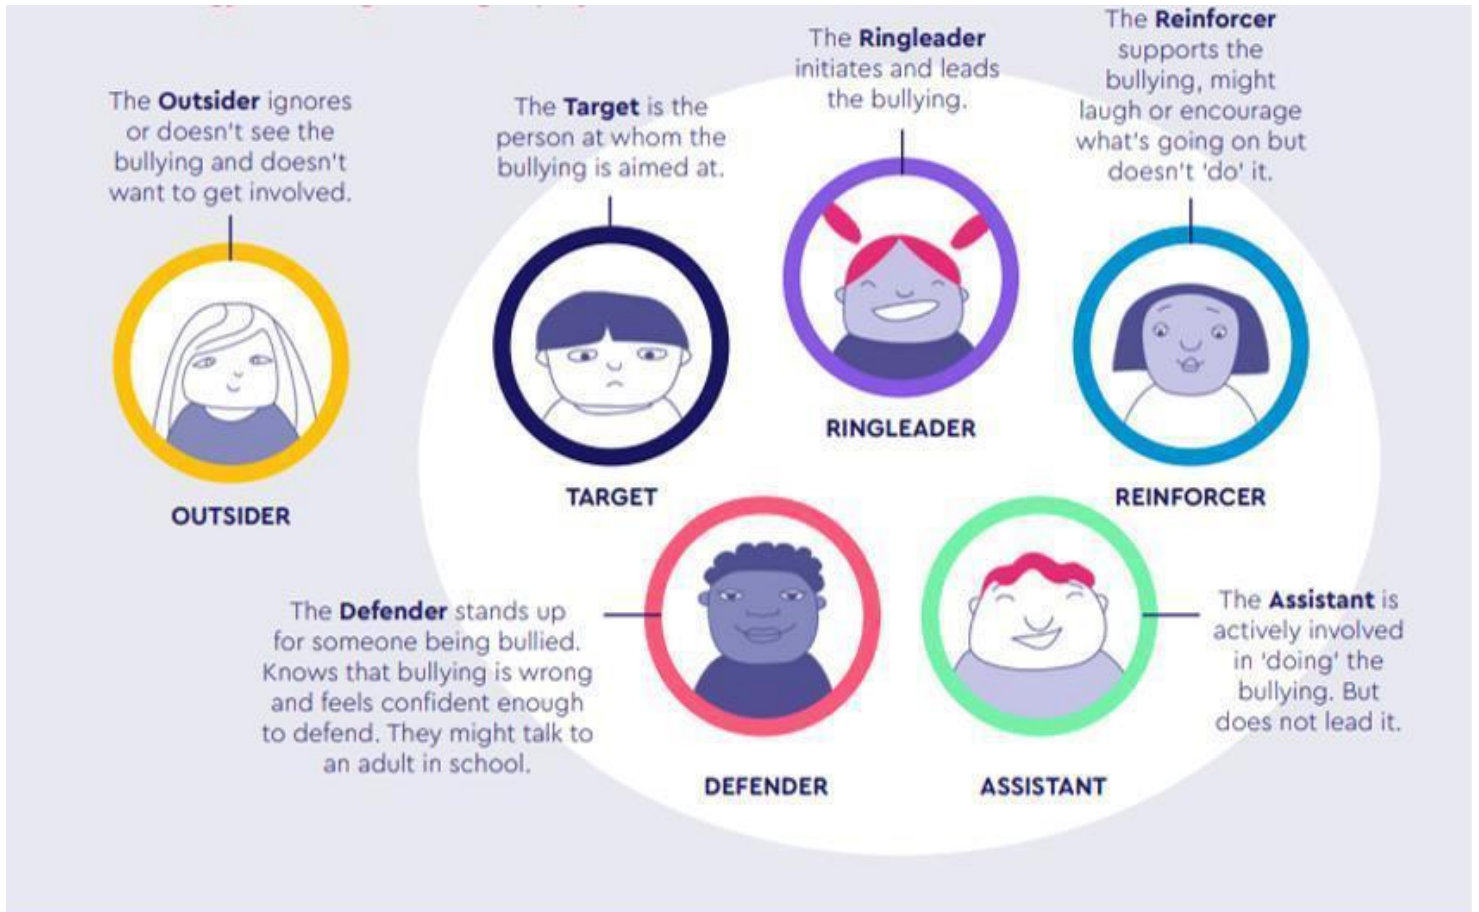 The Outsider ignores
or doesn't see the
bullying and doesn't
want to get involved.
OUTSIDER
The Target is the
person at whom the
bullying is aimed at.
TARGET
The Ringleader
initiates and leads
the bullying.
RINGLEADER
The Reinforcer
supports the
bullying, might
laugh or encourage
what's going on but
doesn't 'do' it.
REINFORCER
The Defender stands up
for someone being bullied.
Knows that bullying is wrong
and feels confident enough
to defend. They might talk to
an adult in school.
DEFENDER
The Assistant is
actively involved
in 'doing' the
bullying. But
does not lead it.
ASSISTANT